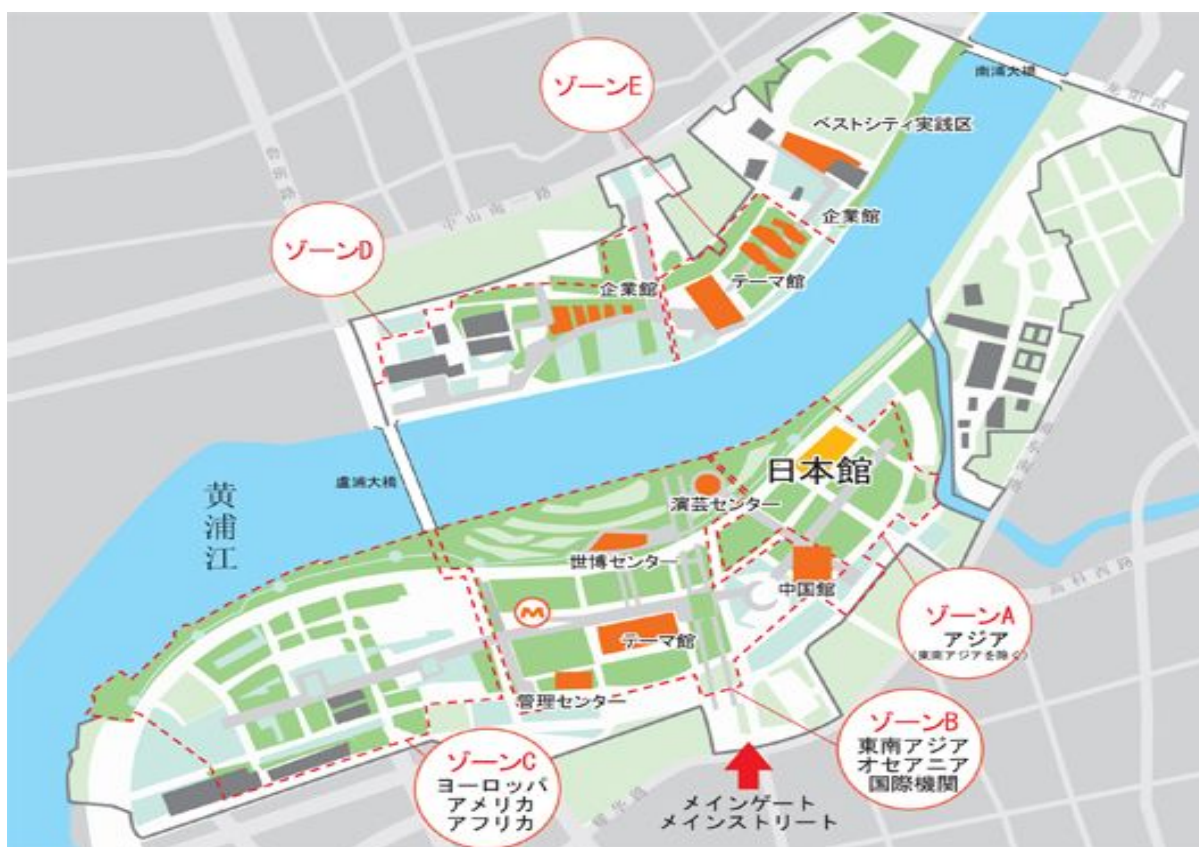 南浦大橋
ゾーンE
ベストシティ実践区
企業館
ゾーンD
企業館
テーマ館
日本館
盧浦大橋
黄浦江
演芸センター
世博センター
中国館
ゾーンA
アジア
(東南アジアを除く)
テーマ館
管理センター
ゾーンB
東南アジア
オセアニア
国際機関
ゾーンC
ヨーロッパ
アメリカ
アフリカ
メインゲート
メインストリート